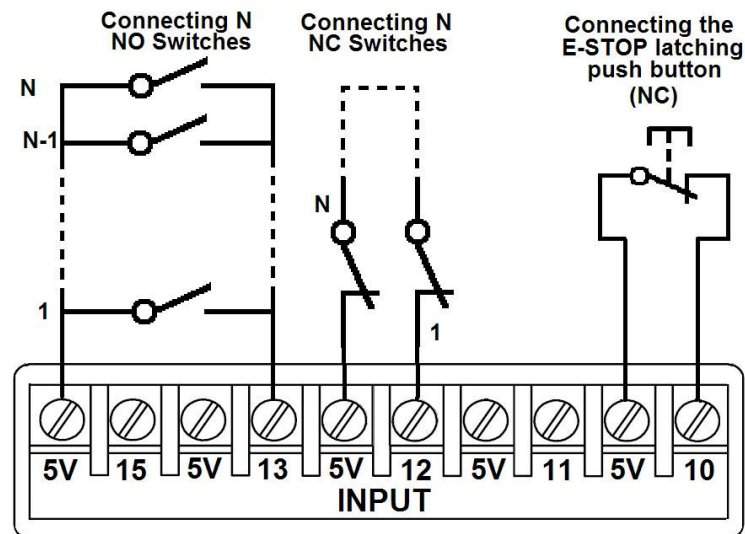 Connecting N
NO Switches
Connecting N
NC Switches
Connecting the
E-STOP latching
push button
(NC)
N
N-1
1
N
1
5V 15 5V 13 5V 12 5V 11 5V 10
INPUT